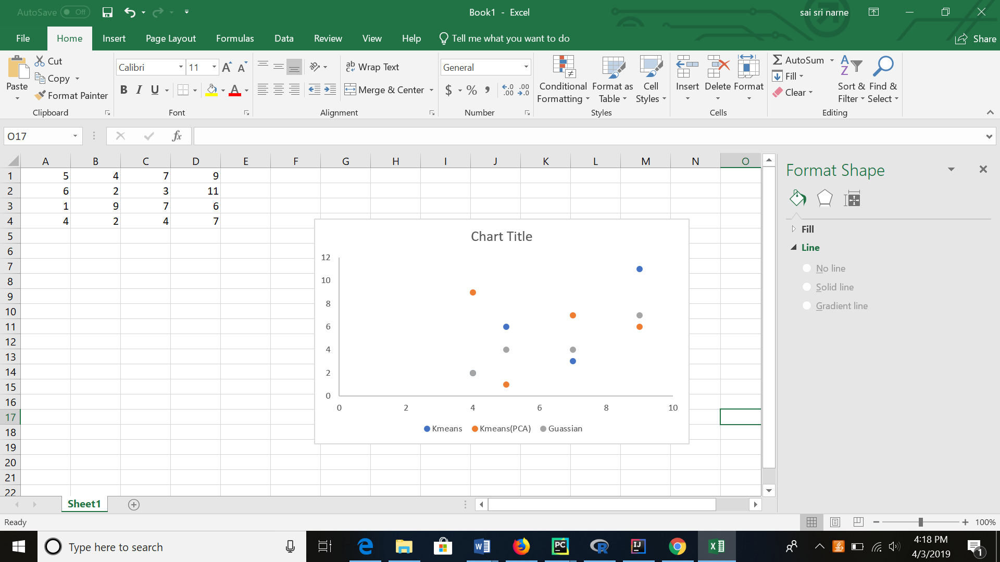 AutoSave Off Book1 - Excel sai sri narne
File Home Insert Page Layout Formulas Data Review View Help Tell me what you want to do Share
Paste
Cut
Copy
Format Painter
Clipboard
Calibri 11
B I U A
Font
ab Wrap Text
Merge & Center
Alignment
General
$ % , .0 .00 .00 .0
Number
Conditional Formatting
Format as Table
Cell Styles
Styles
Insert Delete Format
Cells
AutoSum
Fill
Clear
Sort & Filter
Find & Select
Editing
O17 fx
A B C D E F G H I J K L M N O
1 5 4 7 9
2 6 2 3 11
3 1 9 7 6
4 4 2 4 7
5
6
7
8
9
10
11
12
13
14
15
16
17
18
19
20
21
22
Chart Title
12
10
8
6
4
2
0
0 2 4 6 8 10
Kmeans Kmeans(PCA) Guassian
Format Shape
Fill
Line
No line
Solid line
Gradient line
Sheet1
Ready 100%
Type here to search
4:18 PM
4/3/2019
1